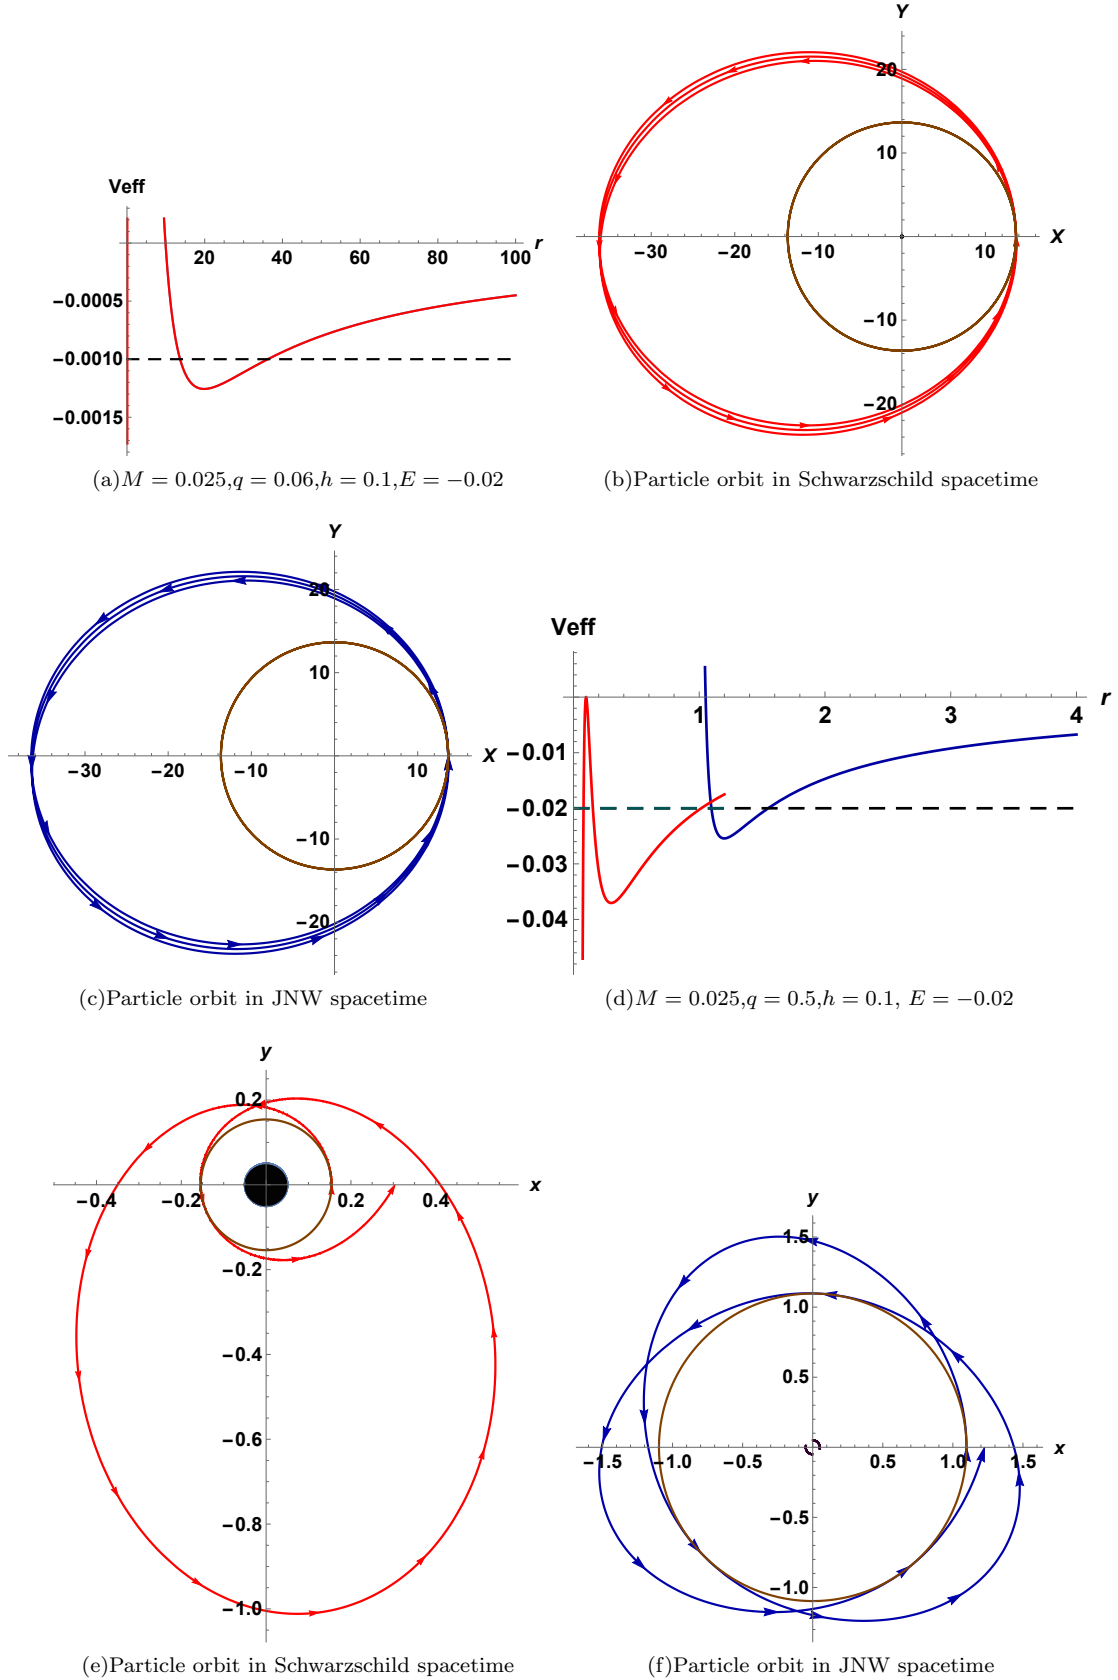 Y
20
10
−30
−20
−10
10
X
−10
−20
Veff
20
40
60
80
100
r
−0.0005
−0.0010
−0.0015
(a)M = 0.025,q = 0.06,h = 0.1,E = −0.02
(b)Particle orbit in Schwarzschild spacetime
Y
20
10
−30
−20
−10
10
X
−10
−20
Veff
1
2
3
4
r
−0.01
−0.02
−0.03
−0.04
(c)Particle orbit in JNW spacetime
(d)M = 0.025,q = 0.5,h = 0.1, E = −0.02
y
0.2
−0.4
−0.2
0.2
0.4
x
−0.2
−0.4
−0.6
−0.8
−1.0
y
1.5
1.0
0.5
−1.5
−1.0
−0.5
0.5
1.0
1.5
x
−0.5
−1.0
(e)Particle orbit in Schwarzschild spacetime
(f)Particle orbit in JNW spacetime